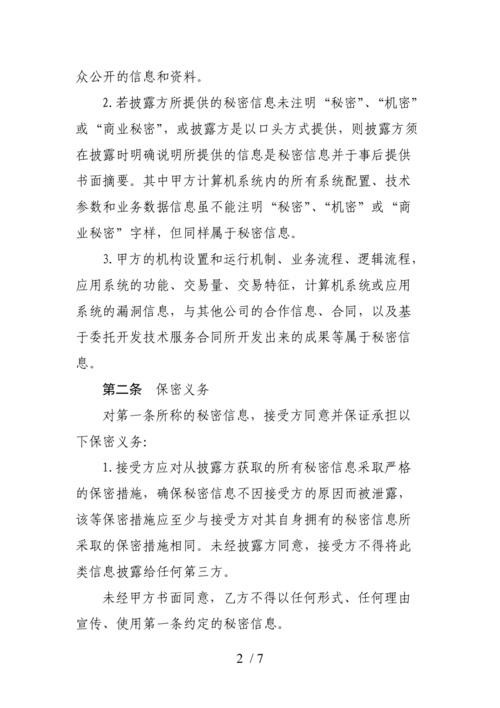 众公开的信息和资料。
2.若披露方所提供的秘密信息未注明“秘密”、“机密”
或“商业秘密”，或披露方是以口头方式提供，则披露方须
在披露时明确说明所提供的信息是秘密信息并于事后提供
书面摘要。其中甲方计算机系统内的所有系统配置、技术
参数和业务数据信息虽不能注明“秘密”、“机密”或“商
业秘密”字样，但同样属于秘密信息。
3.甲方的机构设置和运行机制、业务流程、逻辑流程，
应用系统的功能、交易量、交易特征，计算机系统或应用
系统的漏洞信息，与其他公司的合作信息、合同，以及基
于委托开发技术服务合同所开发出来的成果等属于秘密信
息。
第二条 保密义务
对第一条所称的秘密信息，接受方同意并保证承担以
下保密义务:
1.接受方应对从披露方获取的所有秘密信息采取严格
的保密措施，确保秘密信息不因接受方的原因而被泄露，
该等保密措施应至少与接受方对其自身拥有的秘密信息所
采取的保密措施相同。未经披露方同意，接受方不得将此
类信息披露给任何第三方。
未经甲方书面同意，乙方不得以任何形式、任何理由
宣传、使用第一条约定的秘密信息。
2 / 7